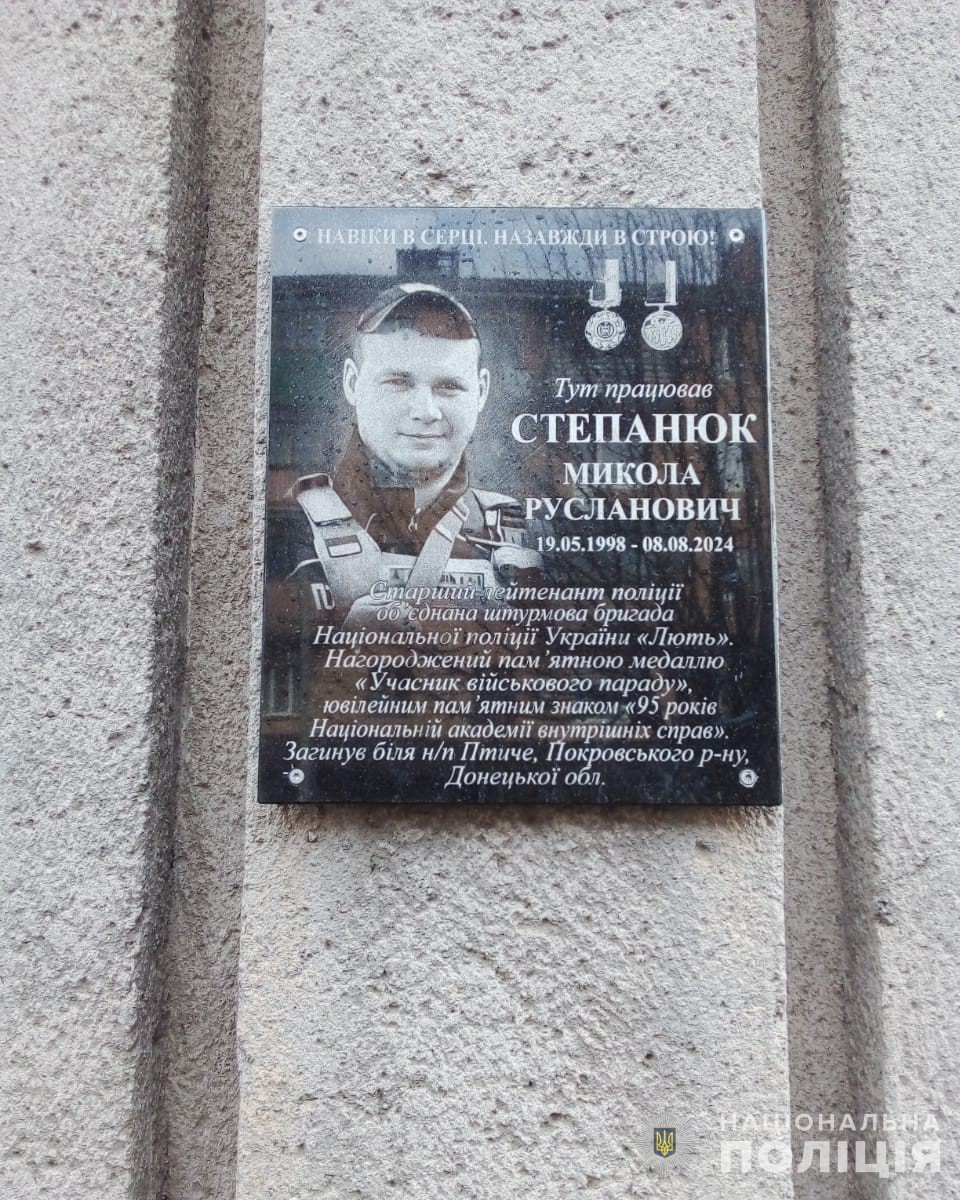 НАВІКИ В СЕРЦІ. НАЗАВЖДИ В СТРОЮ!
Тут працював
СТЕПАНЮК
МИКОЛА
РУСЛАНОВИЧ
19.05.1998 - 08.08.2024
Старший лейтенант поліції
об’єднана штурмова бригада
Національної поліції України «Лють».
Нагороджений пам’ятною медаллю
«Учасник військового параду»,
ювілейним пам’ятним знаком «95 років
Національній академії внутрішніх справ».
Загинув біля н/п Птиче, Покровського р-ну,
Донецької обл.
НАЦІОНАЛЬНА
ПОЛІЦІЯ